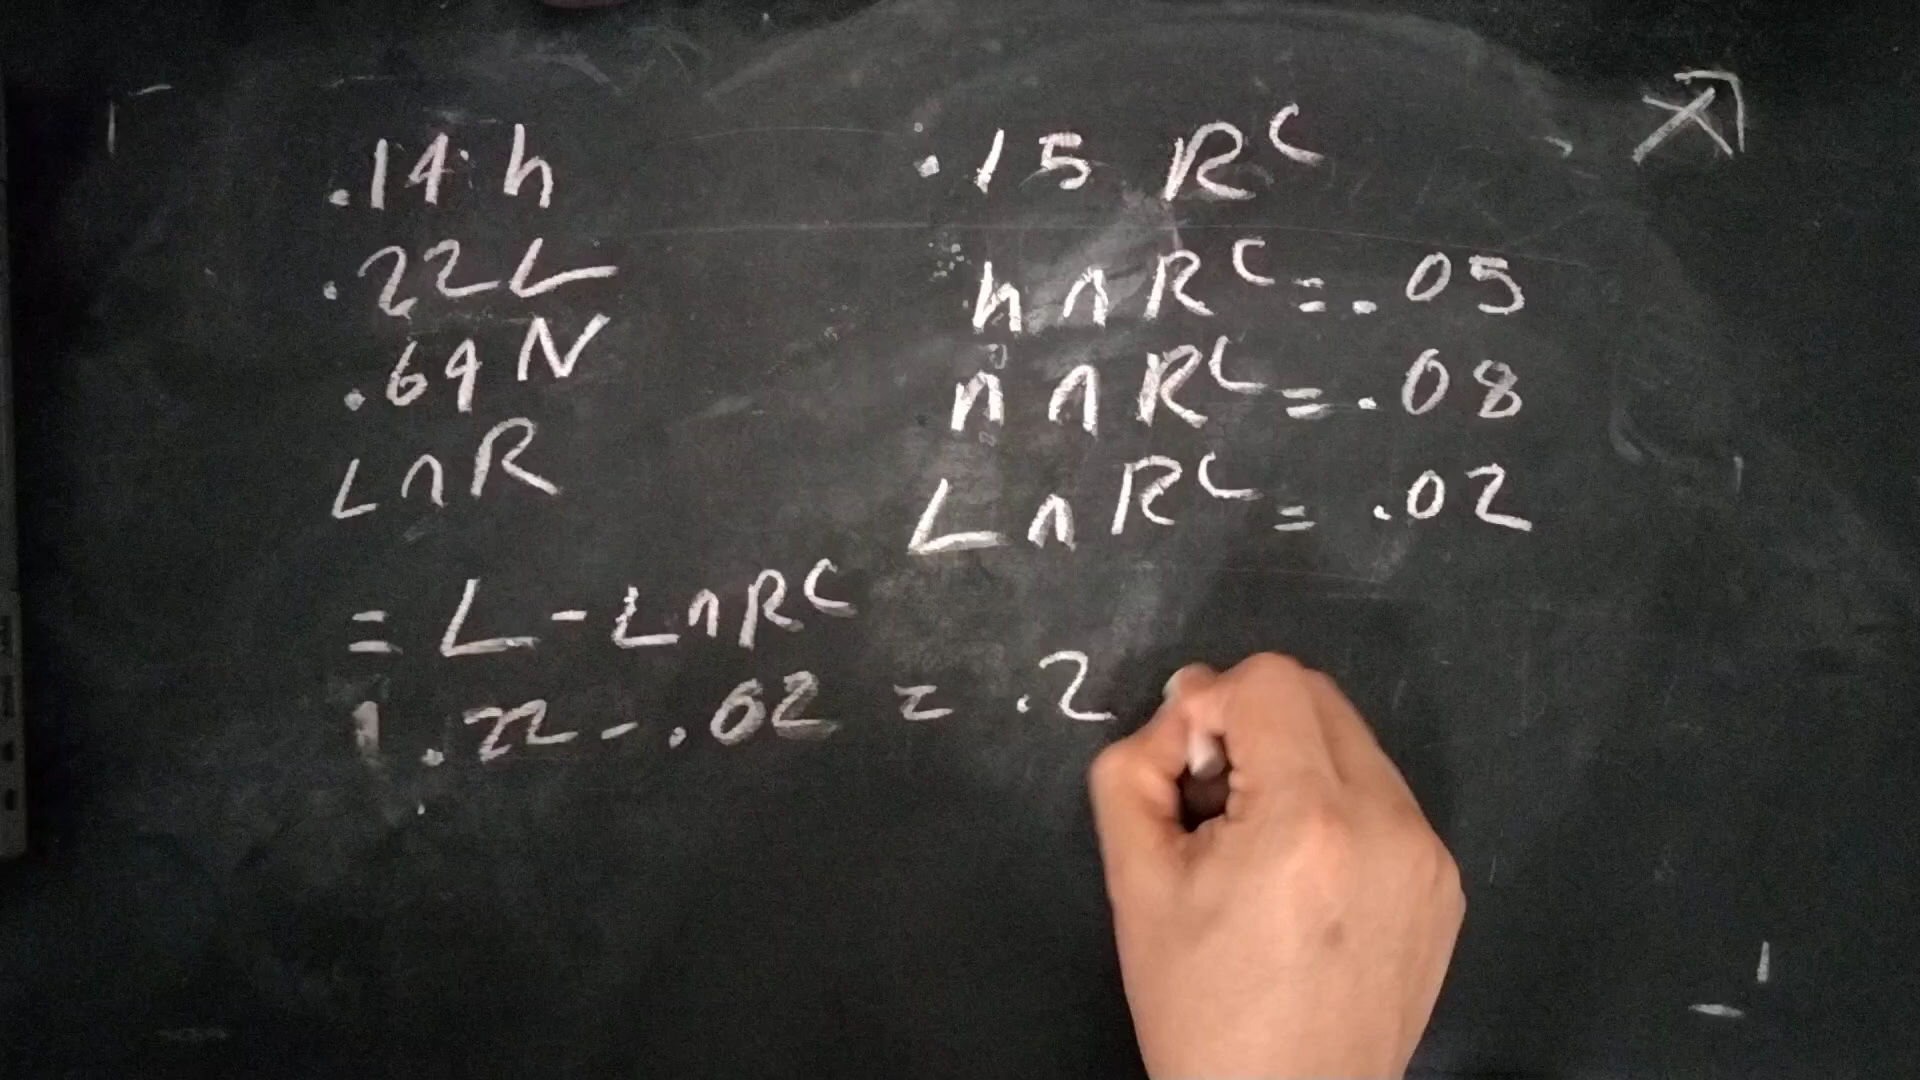 .14 h
.22 L
.64 N
L ∩ R
= L - L ∩ R^C
.22 - .02 = .2
.15 R^C
h ∩ R^C = .05
n ∩ R^C = .08
L ∩ R^C = .02